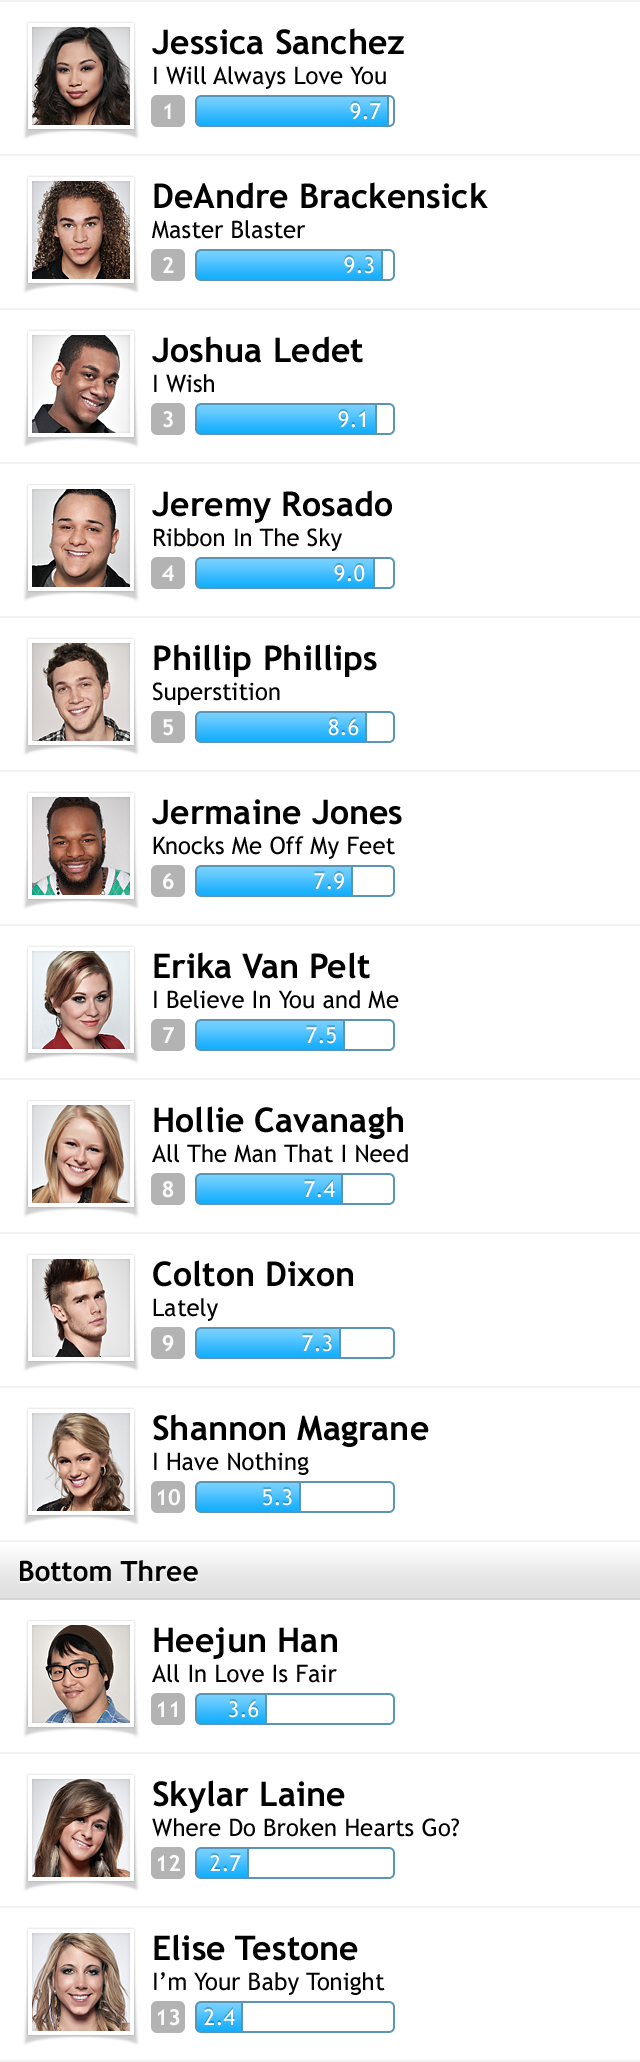 Jessica Sanchez
I Will Always Love You
1 9.7
DeAndre Brackensick
Master Blaster
2 9.3
Joshua Ledet
I Wish
3 9.1
Jeremy Rosado
Ribbon In The Sky
4 9.0
Phillip Phillips
Superstition
5 8.6
Jermaine Jones
Knocks Me Off My Feet
6 7.9
Erika Van Pelt
I Believe In You and Me
7 7.5
Hollie Cavanagh
All The Man That I Need
8 7.4
Colton Dixon
Lately
9 7.3
Shannon Magrane
I Have Nothing
10 5.3
Bottom Three
Heejun Han
All In Love Is Fair
11 3.6
Skylar Laine
Where Do Broken Hearts Go?
12 2.7
Elise Testone
I’m Your Baby Tonight
13 2.4